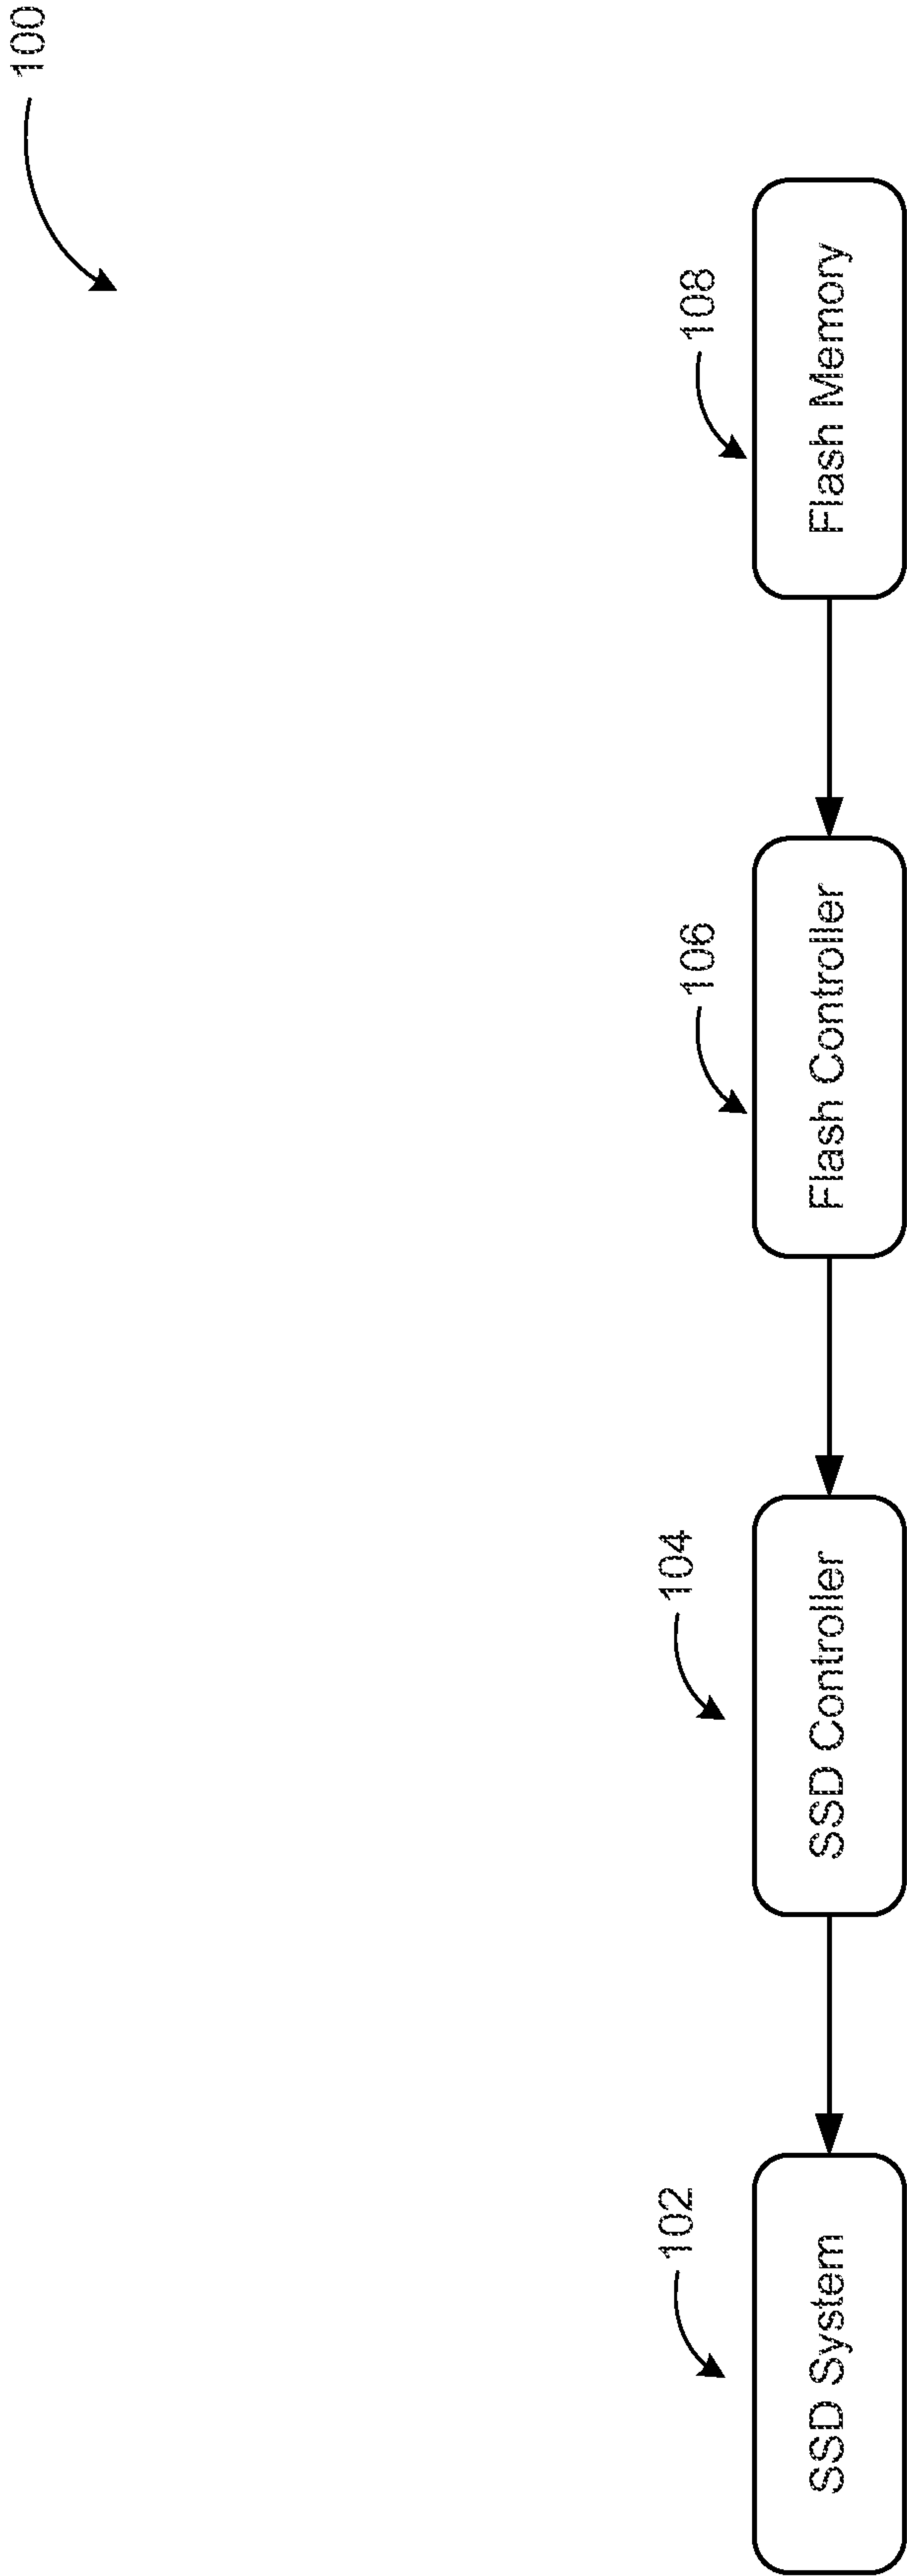 100
102
104
106
108
SSD System
SSD Controller
Flash Controller
Flash Memory